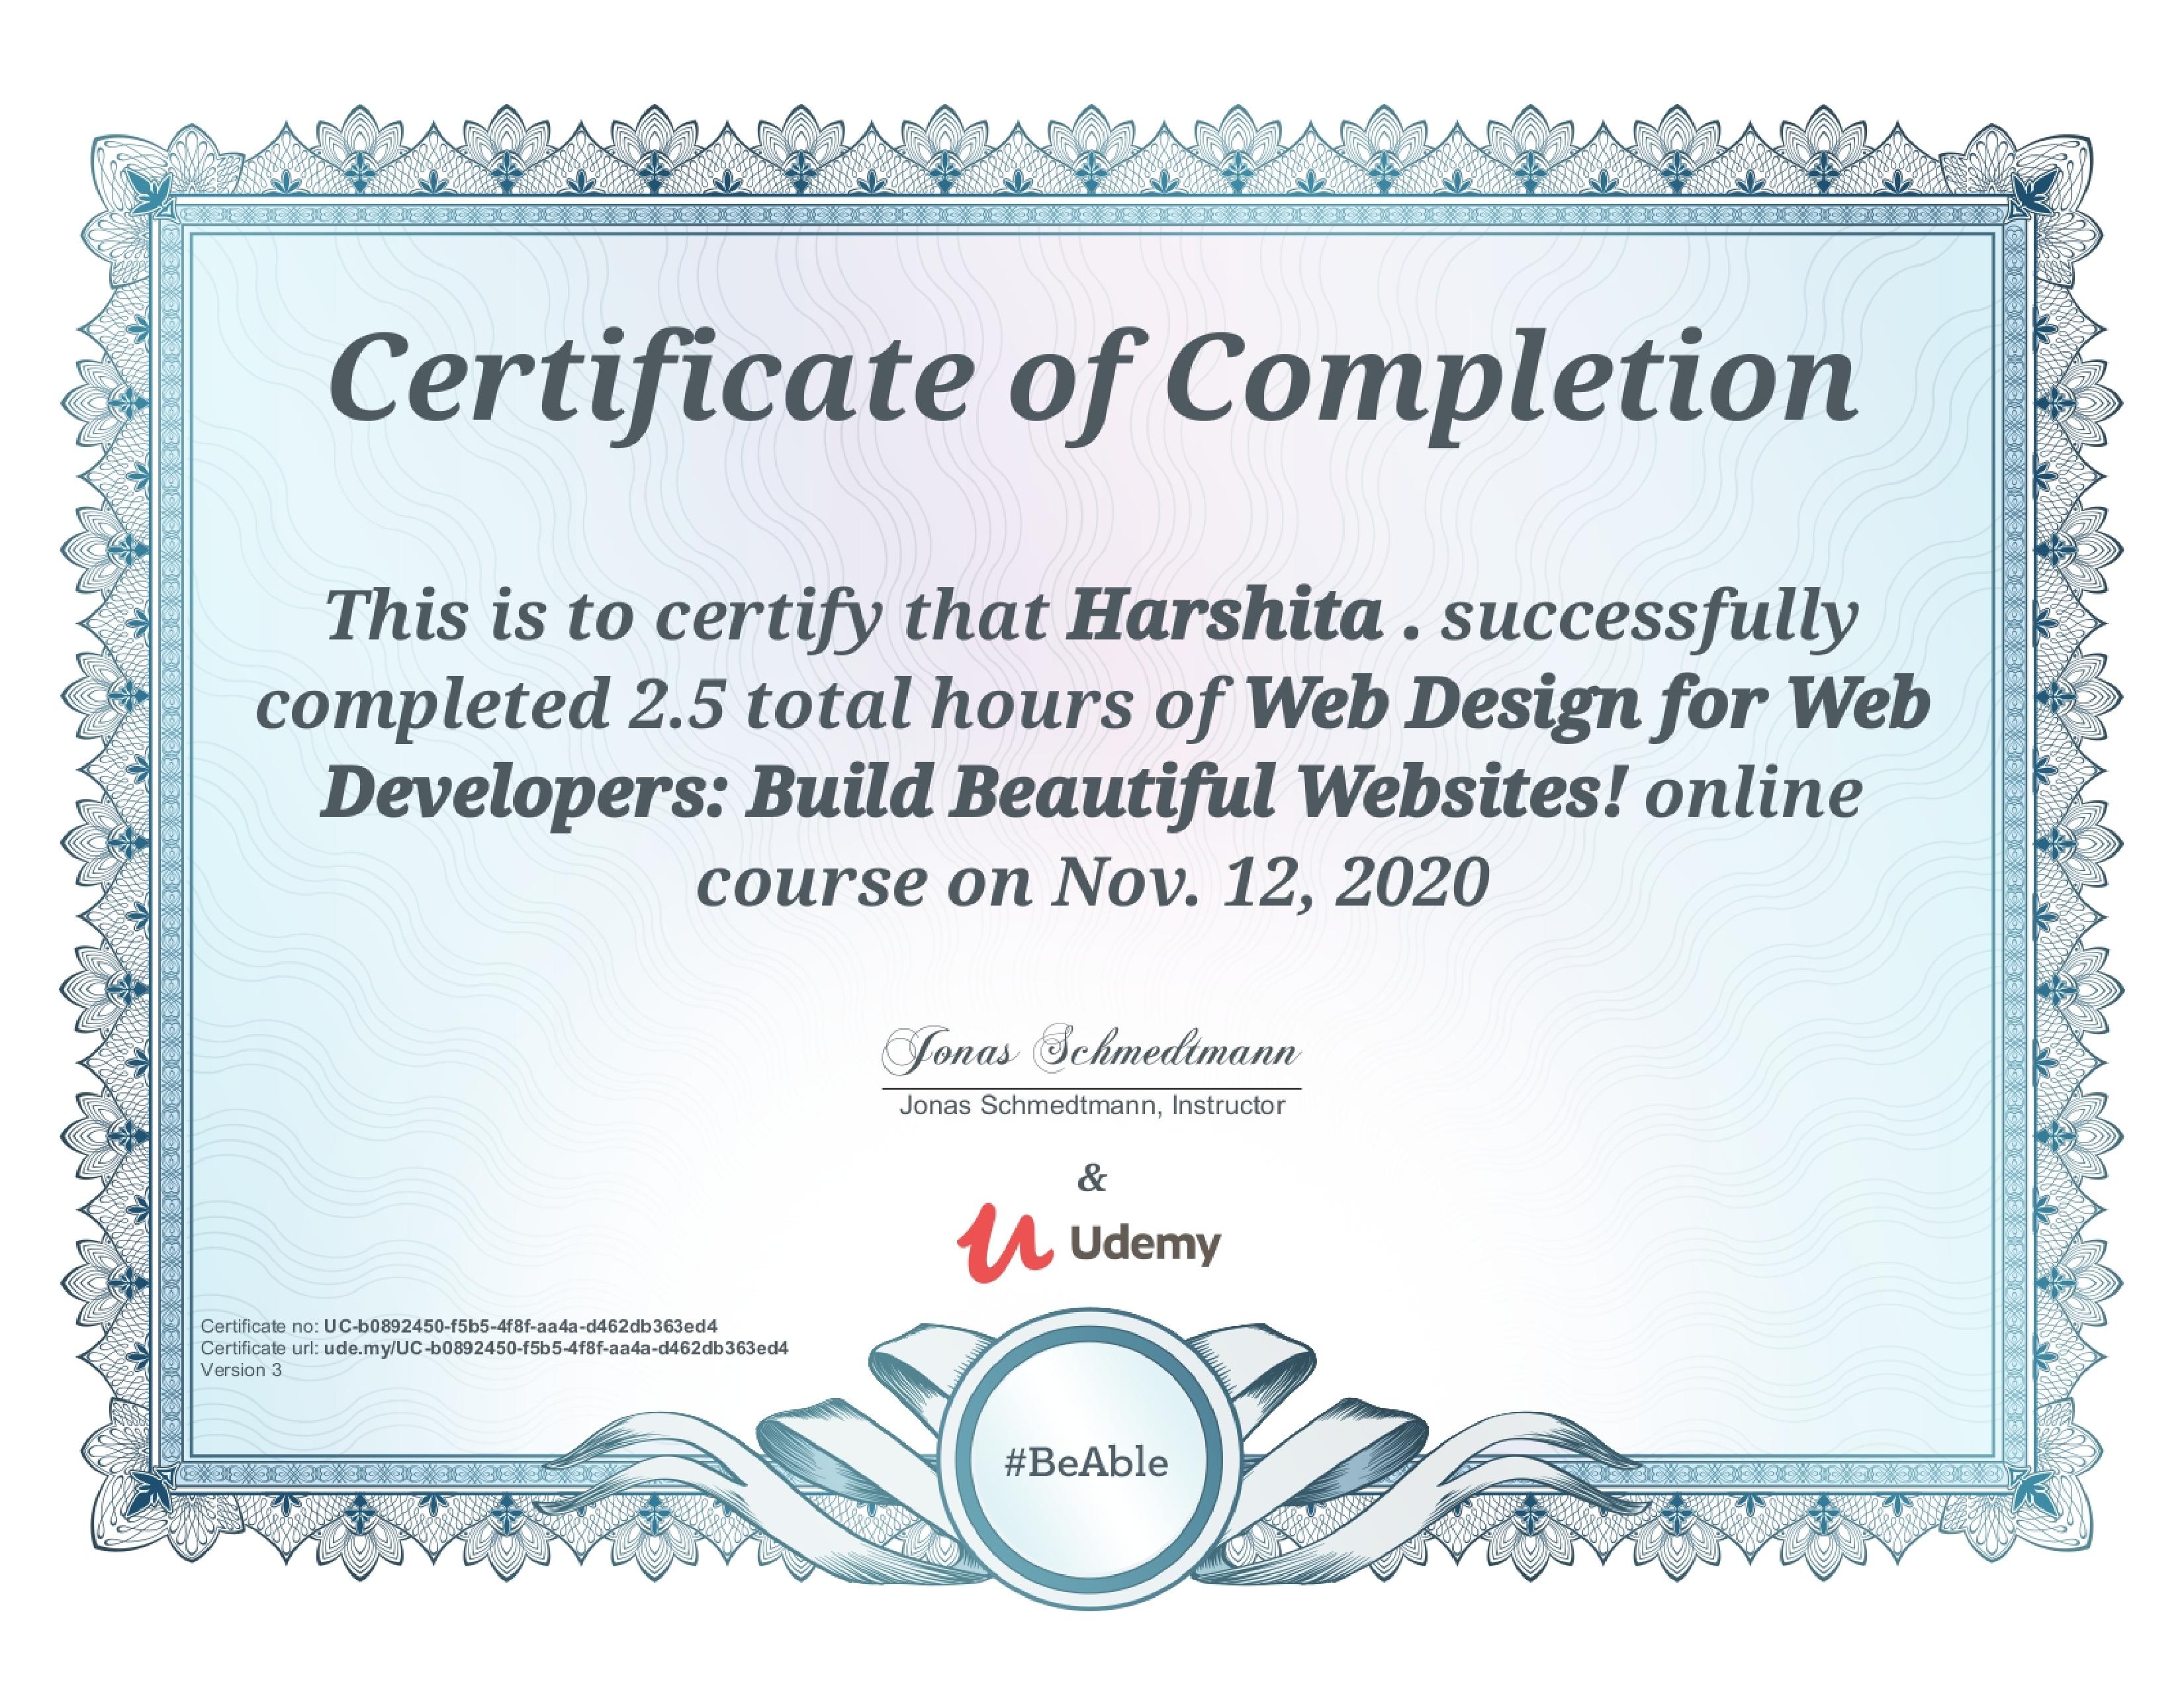 Certificate of Completion
This is to certify that Harshita . successfully
completed 2.5 total hours of Web Design for Web
Developers: Build Beautiful Websites! online
course on Nov. 12, 2020
Jonas Schmedtmann
Jonas Schmedtmann, Instructor
&
Udemy
Certificate no: UC-b0892450-f5b5-4f8f-aa4a-d462db363ed4
Certificate url: ude.my/UC-b0892450-f5b5-4f8f-aa4a-d462db363ed4
Version 3
#BeAble